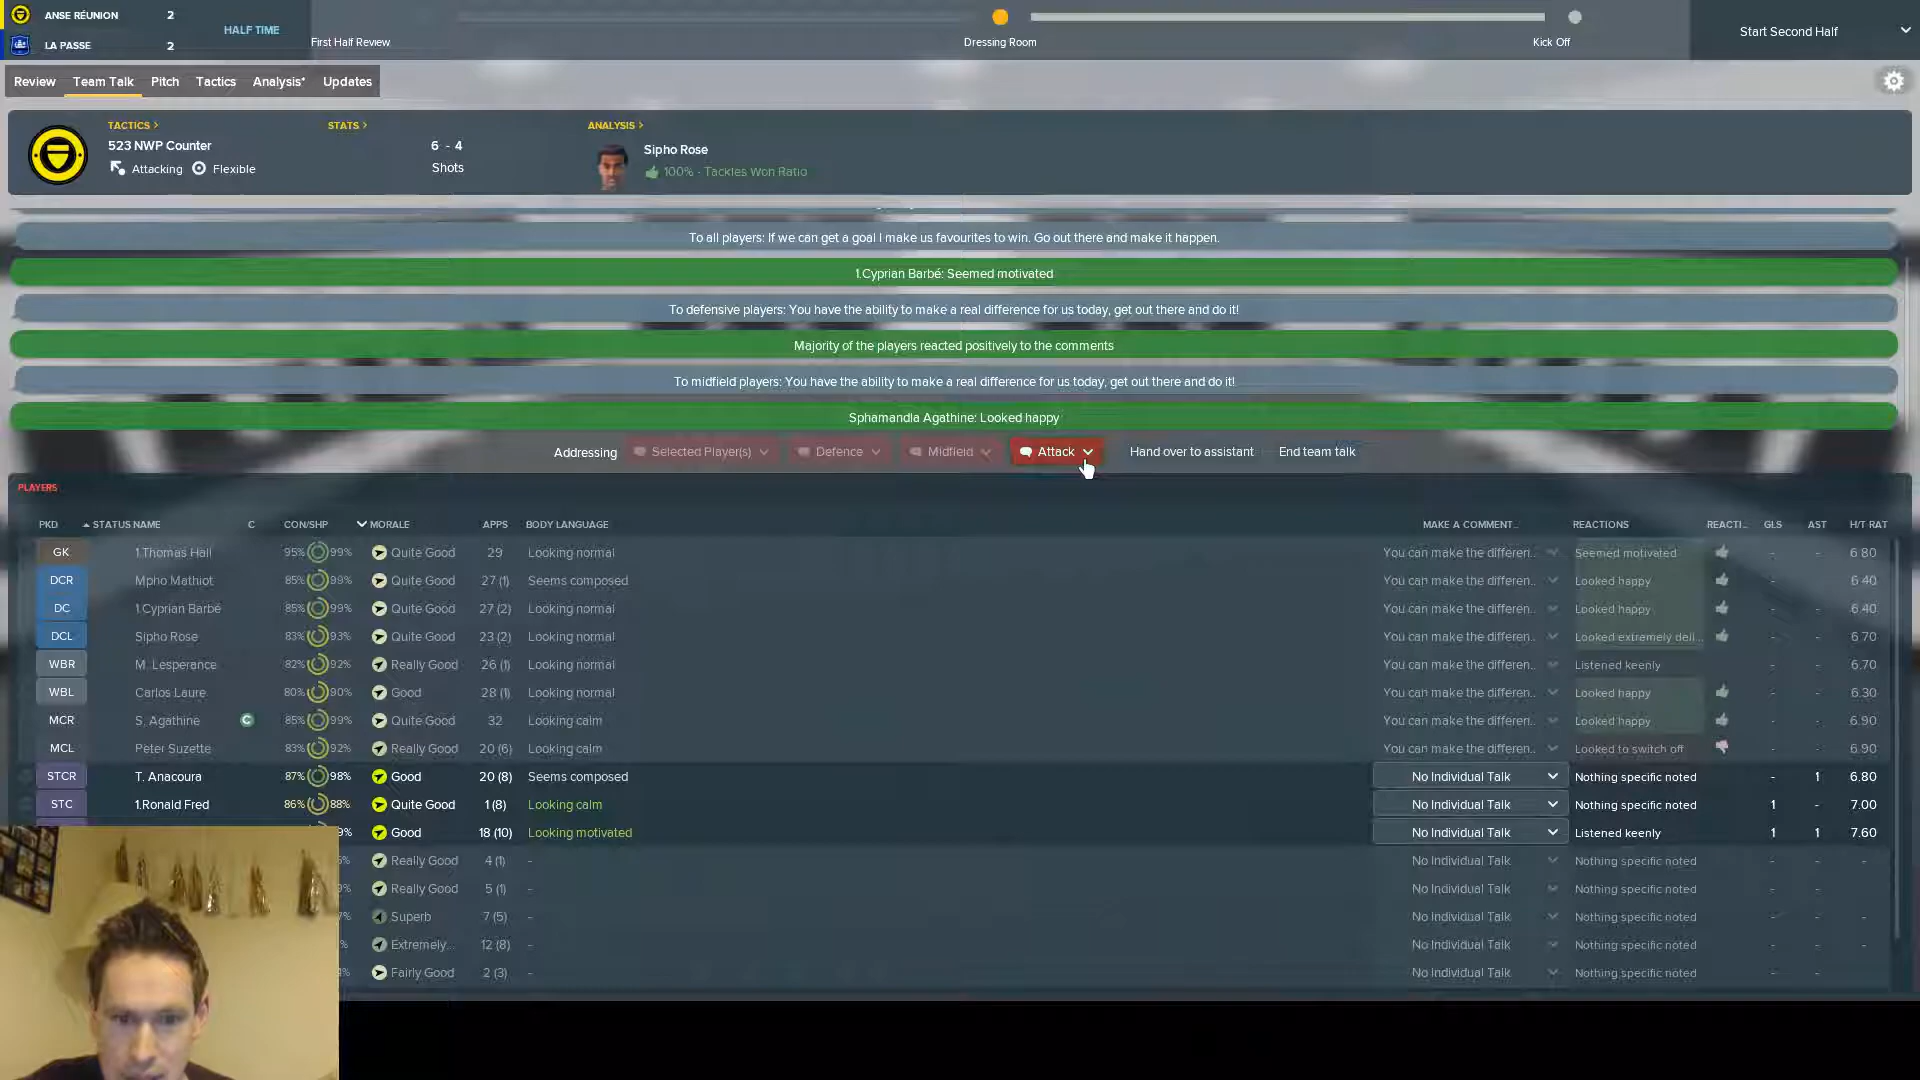 ANSE RÉUNION 2
LA PASSE 2
HALF TIME
First Half Review
Dressing Room
Kick Off
Start Second Half
Review Team Talk Pitch Tactics Analysis* Updates
TACTICS >
523 NWP Counter
Attacking Flexible
STATS >
6 - 4
Shots
ANALYSIS >
Sipho Rose
100% - Tackles Won Ratio
To all players: If we can get a goal I make us favourites to win. Go out there and make it happen.
1.Cyprian Barbé: Seemed motivated
To defensive players: You have the ability to make a real difference for us today, get out there and do it!
Majority of the players reacted positively to the comments
To midfield players: You have the ability to make a real difference for us today, get out there and do it!
Sphamandla Agathine: Looked happy
Addressing Selected Player(s) Defence Midfield Attack Hand over to assistant End team talk
PLAYERS
PKD STATUS NAME C CON/SHP MORALE APPS BODY LANGUAGE MAKE A COMMENT... REACTIONS REACTI... GLS AST H/T RAT
GK 1.Thomas Hall 95% 99% Quite Good 29 Looking normal You can make the differen... Seemed motivated - - 6.80
DCR Mpho Mathiot 85% 99% Quite Good 27 (1) Seems composed You can make the differen... Looked happy - - 6.40
DC 1.Cyprian Barbé 85% 99% Quite Good 27 (2) Looking normal You can make the differen... Looked happy - - 6.40
DCL Sipho Rose 83% 93% Quite Good 23 (2) Looking normal You can make the differen... Looked extremely deli... - - 6.70
WBR M. Lesperance 82% 92% Really Good 26 (1) Looking normal You can make the differen... Listened keenly - - 6.70
WBL Carlos Laure 80% 90% Good 28 (1) Looking normal You can make the differen... Looked happy - - 6.30
MCR S. Agathine C 85% 99% Quite Good 32 Looking calm You can make the differen... Looked happy - - 6.90
MCL Peter Suzette 83% 92% Really Good 20 (6) Looking calm You can make the differen... Looked to switch off - - 6.90
STCR T. Anacoura 87% 98% Good 20 (8) Seems composed No Individual Talk Nothing specific noted - 1 6.80
STC 1.Ronald Fred 86% 88% Quite Good 1 (8) Looking calm No Individual Talk Nothing specific noted 1 - 7.00
9% Good 18 (10) Looking motivated No Individual Talk Listened keenly 1 1 7.60
Really Good 4 (1) - No Individual Talk Nothing specific noted - - -
Really Good 5 (1) - No Individual Talk Nothing specific noted - -
Superb 7 (5) - No Individual Talk Nothing specific noted - - -
Extremely... 12 (8) - No Individual Talk Nothing specific noted - - -
Fairly Good 2 (3) - No Individual Talk Nothing specific noted - - -